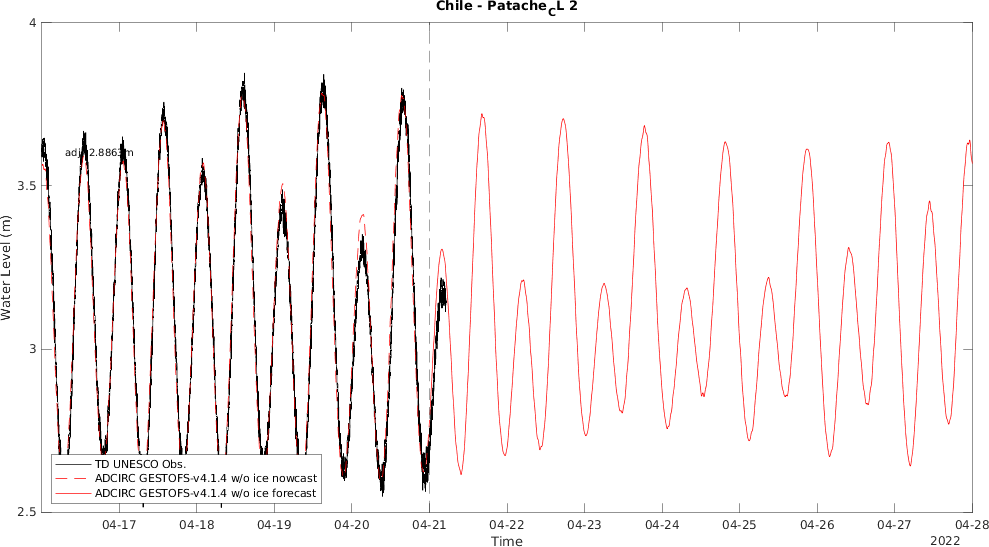 Chile - Patache_CL 2
4
3.5
3
2.5
Water Level (m)
adj: 2.8863m
TD UNESCO Obs.
ADCIRC GESTOFS-v4.1.4 w/o ice nowcast
ADCIRC GESTOFS-v4.1.4 w/o ice forecast
04-17 04-18 04-19 04-20 04-21 04-22 04-23 04-24 04-25 04-26 04-27 04-28
Time
2022